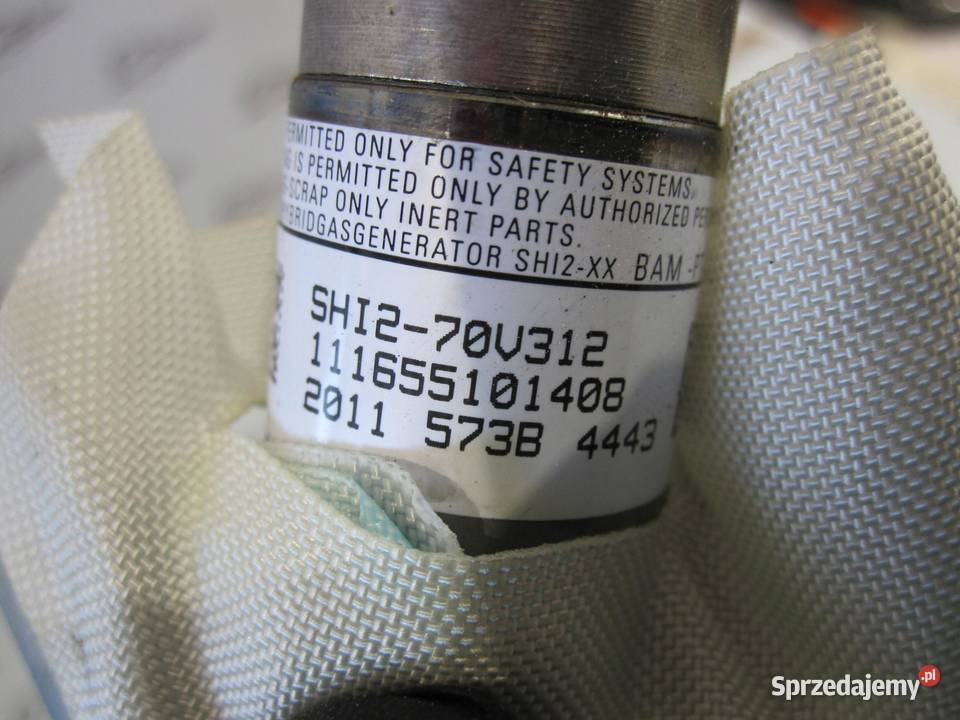 PERMITTED ONLY FOR SAFETY SYSTEMS.
IS PERMITTED ONLY BY AUTHORIZED
SCRAP ONLY INERT PARTS.
HYBRIDGASGENERATOR SHI2-XX BAM
SHI2-70V312
111655101408
2011 573B 4443
Sprzedajemy.pl